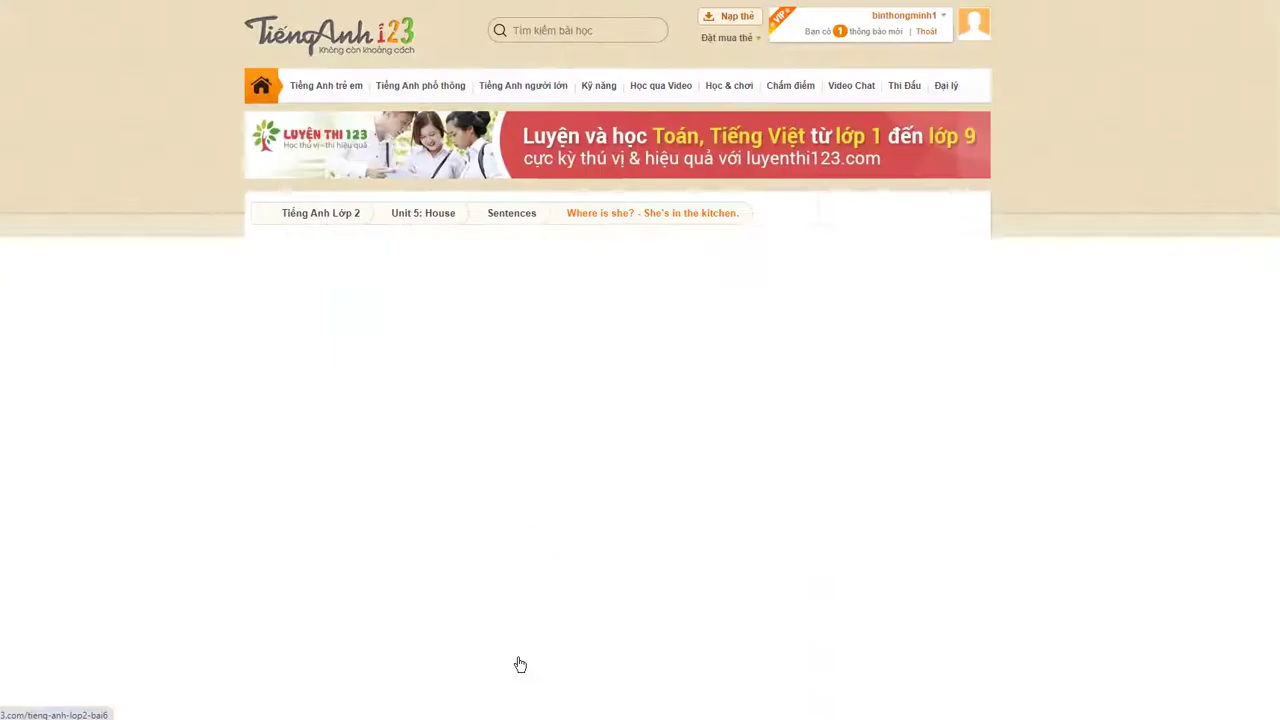 TiếngAnh 123
Không còn khoảng cách
Tìm kiếm bài học
Nạp thẻ
Đặt mua thẻ
VIP
binthongminh1
Bạn có 1 thông báo mới | Thoát
Tiếng Anh trẻ em
Tiếng Anh phổ thông
Tiếng Anh người lớn
Kỹ năng
Học qua Video
Học & chơi
Chấm điểm
Video Chat
Thi Đấu
Đại lý
LUYỆN THI 123
Học thú vị - thi hiệu quả
Luyện và học Toán, Tiếng Việt từ lớp 1 đến lớp 9
cực kỳ thú vị & hiệu quả với luyenthi123.com
Tiếng Anh Lớp 2
Unit 5: House
Sentences
Where is she? - She's in the kitchen.
3.com/tieng-anh-lop2-bai6